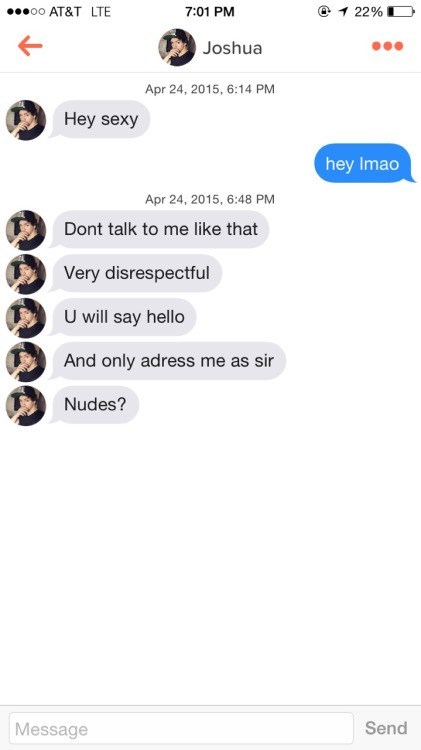 AT&T LTE 7:01 PM 22%
Joshua
Apr 24, 2015, 6:14 PM
Hey sexy
hey lmao
Apr 24, 2015, 6:48 PM
Dont talk to me like that
Very disrespectful
U will say hello
And only adress me as sir
Nudes?
Message Send